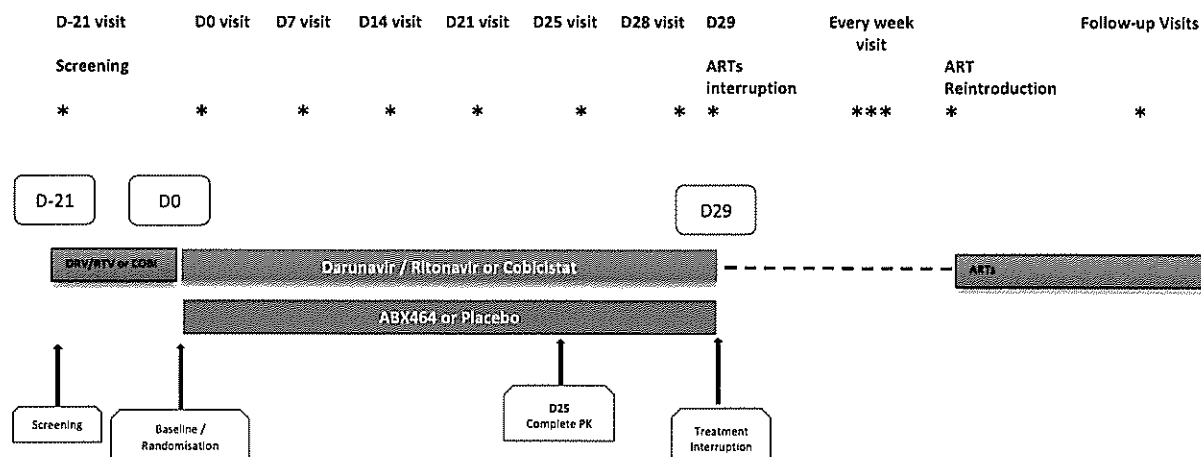 D-21 visit D0 visit D7 visit D14 visit D21 visit D25 visit D28 visit D29 Every week visit Follow-up Visits
Screening ARTs interruption ART Reintroduction
* * * * * * * * *** * *
D-21 D0 D29
DRV/RTV or COBI Darunavir / Ritonavir or Cobicistat ARTs
ABX464 or Placebo
Screening
Baseline /
Randomisation
D25
Complete PK
Treatment
Interruption